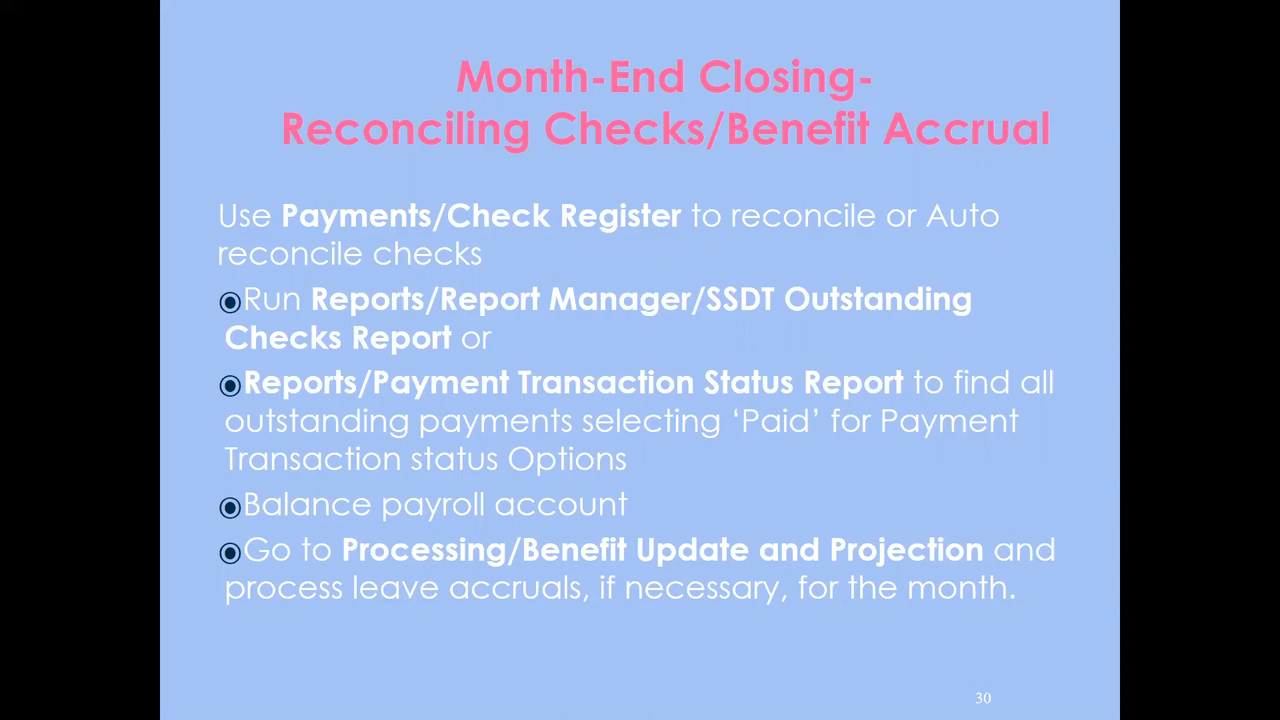 Month-End Closing-
Reconciling Checks/Benefit Accrual
Use Payments/Check Register to reconcile or Auto
reconcile checks
Run Reports/Report Manager/SSDT Outstanding
Checks Report or
Reports/Payment Transaction Status Report to find all
outstanding payments selecting ‘Paid’ for Payment
Transaction status Options
Balance payroll account
Go to Processing/Benefit Update and Projection and
process leave accruals, if necessary, for the month.
30